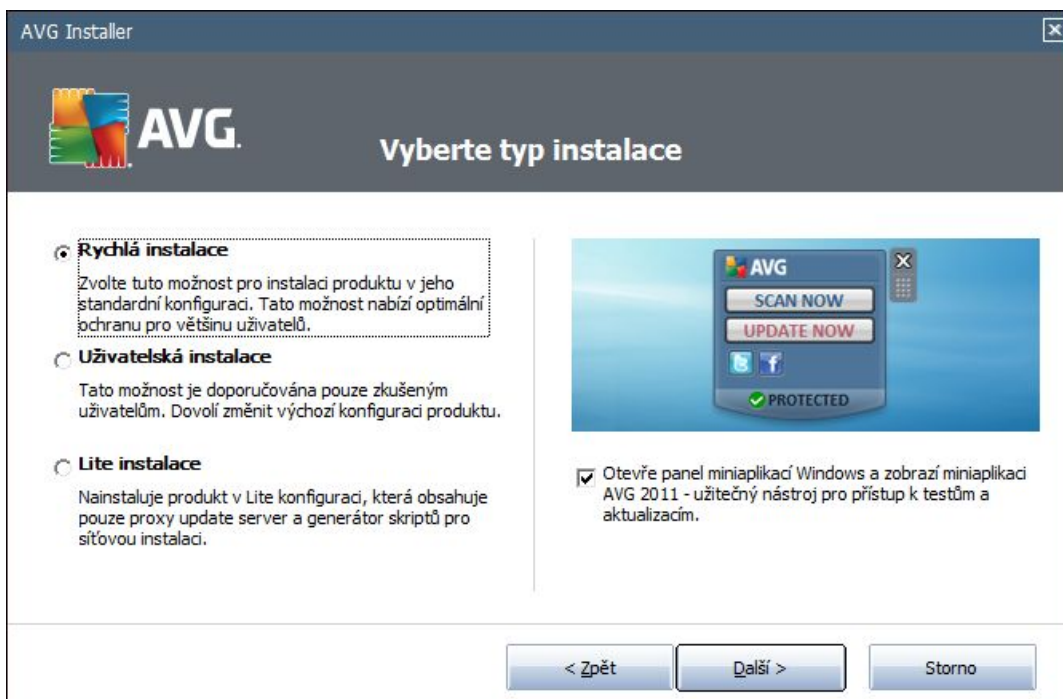 AVG Installer
AVG.
Vyberte typ instalace
Rychlá instalace
Zvolte tuto možnost pro instalaci produktu v jeho
standardní konfiguraci. Tato možnost nabízí optimální
ochranu pro většinu uživatelů.
Uživatelská instalace
Tato možnost je doporučována pouze zkušeným
uživatelům. Dovolí změnit výchozí konfiguraci produktu.
Lite instalace
Nainstaluje produkt v Lite konfiguraci, která obsahuje
pouze proxy update server a generátor skriptů pro
síťovou instalaci.
AVG
SCAN NOW
UPDATE NOW
PROTECTED
Otevře panel miniaplikací Windows a zobrazí miniaplikaci
AVG 2011 - užitečný nástroj pro přístup k testům a
aktualizacím.
< Zpět
Další >
Storno